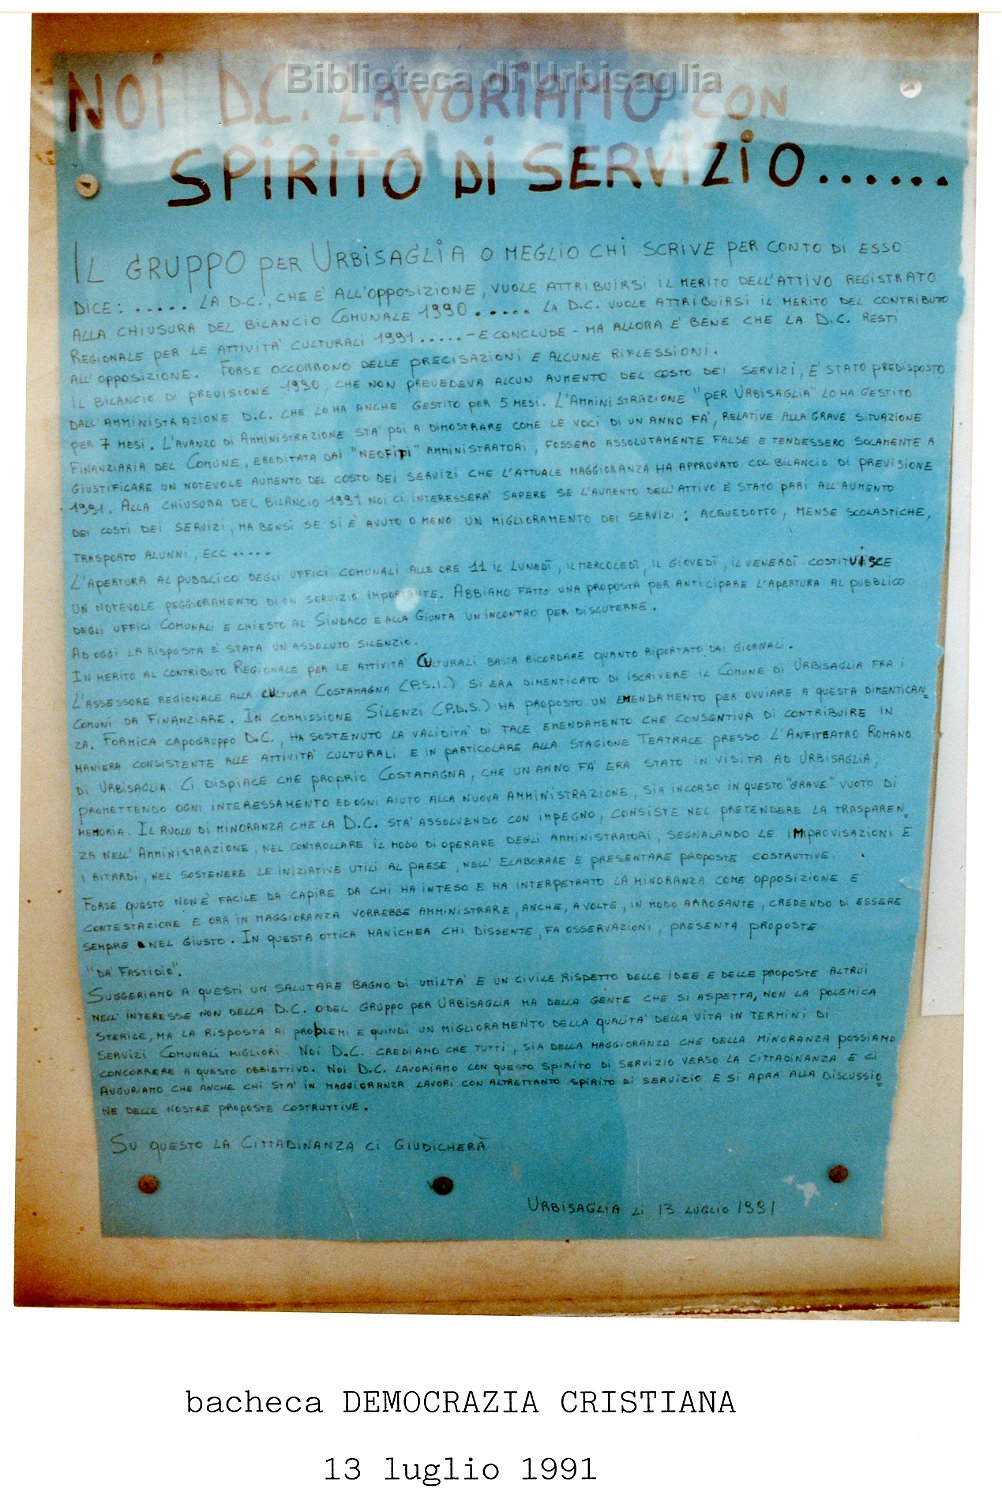 Biblioteca di Urbisaglia
NOI D.C. LAVORIAMO CON
SPIRITO DI SERVIZIO......
IL GRUPPO PER URBISAGLIA O MEGLIO CHI SCRIVE PER CONTO DI ESSO
DICE: ..... LA D.C., CHE E' ALL'OPPOSIZIONE, VUOLE ATTRIBUIRSI IL MERITO DELL'ATTIVO REGISTRATO
ALLA CHIUSURA DEL BILANCIO COMUNALE 1990..... LA D.C. VUOLE ATTRIBUIRSI IL MERITO DEL CONTRIBUTO
REGIONALE PER LE ATTIVITA' CULTURALI 1991.....-E CONCLUDE- MA ALLORA E' BENE CHE LA D.C. RESTI
ALL'OPPOSIZIONE. FORSE OCCORRONO DELLE PRECISAZIONI E ALCUNE RIFLESSIONI.
IL BILANCIO DI PREVISIONE 1990, CHE NON PREVEDEVA ALCUN AUMENTO DEL COSTO DEI SERVIZI, E' STATO PREDISPOSTO
DALL'AMMINISTRAZIONE D.C. CHE LO HA ANCHE GESTITO PER 5 MESI. L'AMMINISTRAZIONE "PER URBISAGLIA" LO HA GESTITO
PER 7 MESI. L'AVANZO DI AMMINISTRAZIONE STA' POI A DIMOSTRARE COME LE VOCI DI UN ANNO FA', RELATIVE ALLA GRAVE SITUAZIONE
FINANZIARIA DEL COMUNE, EREDITATA DAI "NEOFITI" AMMINISTRATORI, FOSSERO ASSOLUTAMENTE FALSE E TENDESSERO SOLAMENTE A
GIUSTIFICARE UN NOTEVOLE AUMENTO DEL COSTO DEI SERVIZI CHE L'ATTUALE MAGGIORANZA HA APPROVATO COL BILANCIO DI PREVISIONE
1991. ALLA CHIUSURA DEL BILANCIO 1991 NOI CI INTERESSERA' SAPERE SE L'AUMENTO DELL'ATTIVO E' STATO PARI ALL'AUMENTO
DEI COSTI DEI SERVIZI, MA BENSI SE SI E' AVUTO O MENO UN MIGLIORAMENTO DEI SERVIZI: ACQUEDOTTO, MENSE SCOLASTICHE,
TRASPORTO ALUNNI, ECC.....
L'APERTURA AL PUBBLICO DEGLI UFFICI COMUNALI ALLE ORE 11 IL LUNEDÌ, IL MERCOLEDÌ, IL GIOVEDÌ, IL VENERDÌ COSTITUISCE
UN NOTEVOLE PEGGIORAMENTO DI UN SERVIZIO IMPORTANTE. ABBIAMO FATTO UNA PROPOSTA PER ANTICIPARE L'APERTURA AL PUBBLICO
DEGLI UFFICI COMUNALI E CHIESTO AL SINDACO E ALLA GIUNTA UN INCONTRO PER DISCUTERNE.
AD OGGI LA RISPOSTA È STATA UN ASSOLUTO SILENZIO.
IN MERITO AL CONTRIBUTO REGIONALE PER LE ATTIVITA' CULTURALI BASTA RICORDARE QUANTO RIPORTATO DAI GIORNALI.
L'ASSESSORE REGIONALE ALLA CULTURA COSTAMAGNA (P.S.I.) SI ERA DIMENTICATO DI ISCRIVERE IL COMUNE DI URBISAGLIA FRA I
COMUNI DA FINANZIARE. IN COMMISSIONE SILENZI (P.D.S.) HA PROPOSTO UN EMENDAMENTO PER OVVIARE A QUESTA DIMENTICAN_
ZA. FORMICA CAPOGRUPPO D.C., HA SOSTENUTO LA VALIDITA' DI TALE EMENDAMENTO CHE CONSENTIVA DI CONTRIBUIRE IN
MANIERA CONSISTENTE ALLE ATTIVITA' CULTURALI E IN PARTICOLARE ALLA STAGIONE TEATRALE PRESSO L'ANFITEATRO ROMANO
DI URBISAGLIA. CI DISPIACE CHE PROPRIO COSTAMAGNA, CHE UN ANNO FA' ERA STATO IN VISITA AD URBISAGLIA,
PROMETTENDO OGNI INTERESSAMENTO ED OGNI AIUTO ALLA NUOVA AMMINISTRAZIONE, SIA INCORSO IN QUESTO "GRAVE" VUOTO DI
MEMORIA. IL RUOLO DI MINORANZA CHE LA D.C. STA' ASSOLVENDO CON IMPEGNO, CONSISTE NEL PRETENDERE LA TRASPAREN_
ZA NELL'AMMINISTRAZIONE, NEL CONTROLLARE IL MODO DI OPERARE DEGLI AMMINISTRATORI, SEGNALANDO LE IMPROVISAZIONI E
I RITARDI, NEL SOSTENERE LE INIZIATIVE UTILI AL PAESE, NELL'ELABORARE E PRESENTARE PROPOSTE COSTRUTTIVE.
FORSE QUESTO NON È FACILE DA CAPIRE DA CHI HA INTESO E HA INTERPETRATO LA MINORANZA COME OPPOSIZIONE E
CONTESTAZIONE E ORA IN MAGGIORANZA VORREBBE AMMINISTRARE, ANCHE, A VOLTE, IN MODO ARROGANTE, CREDENDO DI ESSERE
SEMPRE NEL GIUSTO. IN QUESTA OTTICA MANICHEA CHI DISSENTE, FA OSSERVAZIONI, PRESENTA PROPOSTE
"DA' FASTIDIO".
SUGGERIAMO A QUESTI UN SALUTARE BAGNO DI UMILTA' E UN CIVILE RISPETTO DELLE IDEE E DELLE PROPOSTE ALTRUI
NELL'INTERESSE NON DELLA D.C. O DEL GRUPPO PER URBISAGLIA MA DELLA GENTE CHE SI ASPETTA, NON LA POLEMICA
STERILE, MA LA RISPOSTA AI PROBLEMI E QUINDI UN MIGLIORAMENTO DELLA QUALITA' DELLA VITA IN TERMINI DI
SERVIZI COMUNALI MIGLIORI. NOI D.C. CREDIAMO CHE TUTTI, SIA DELLA MAGGIORANZA CHE DELLA MINORANZA POSSIAMO
CONCORRERE A QUESTO OBBIETTIVO. NOI D.C. LAVORIAMO CON QUESTO SPIRITO DI SERVIZIO VERSO LA CITTADINANZA E CI
AUGURIAMO CHE ANCHE CHI STA' IN MAGGIORANZA LAVORI CON ALTRETTANTO SPIRITO DI SERVIZIO E SI APRA ALLA DISCUSSIO_
NE DELLE NOSTRE PROPOSTE COSTRUTTIVE.
SU QUESTO LA CITTADINANZA CI GIUDICHERÀ
URBISAGLIA LI 13 LUGLIO 1991
bacheca DEMOCRAZIA CRISTIANA
13 luglio 1991